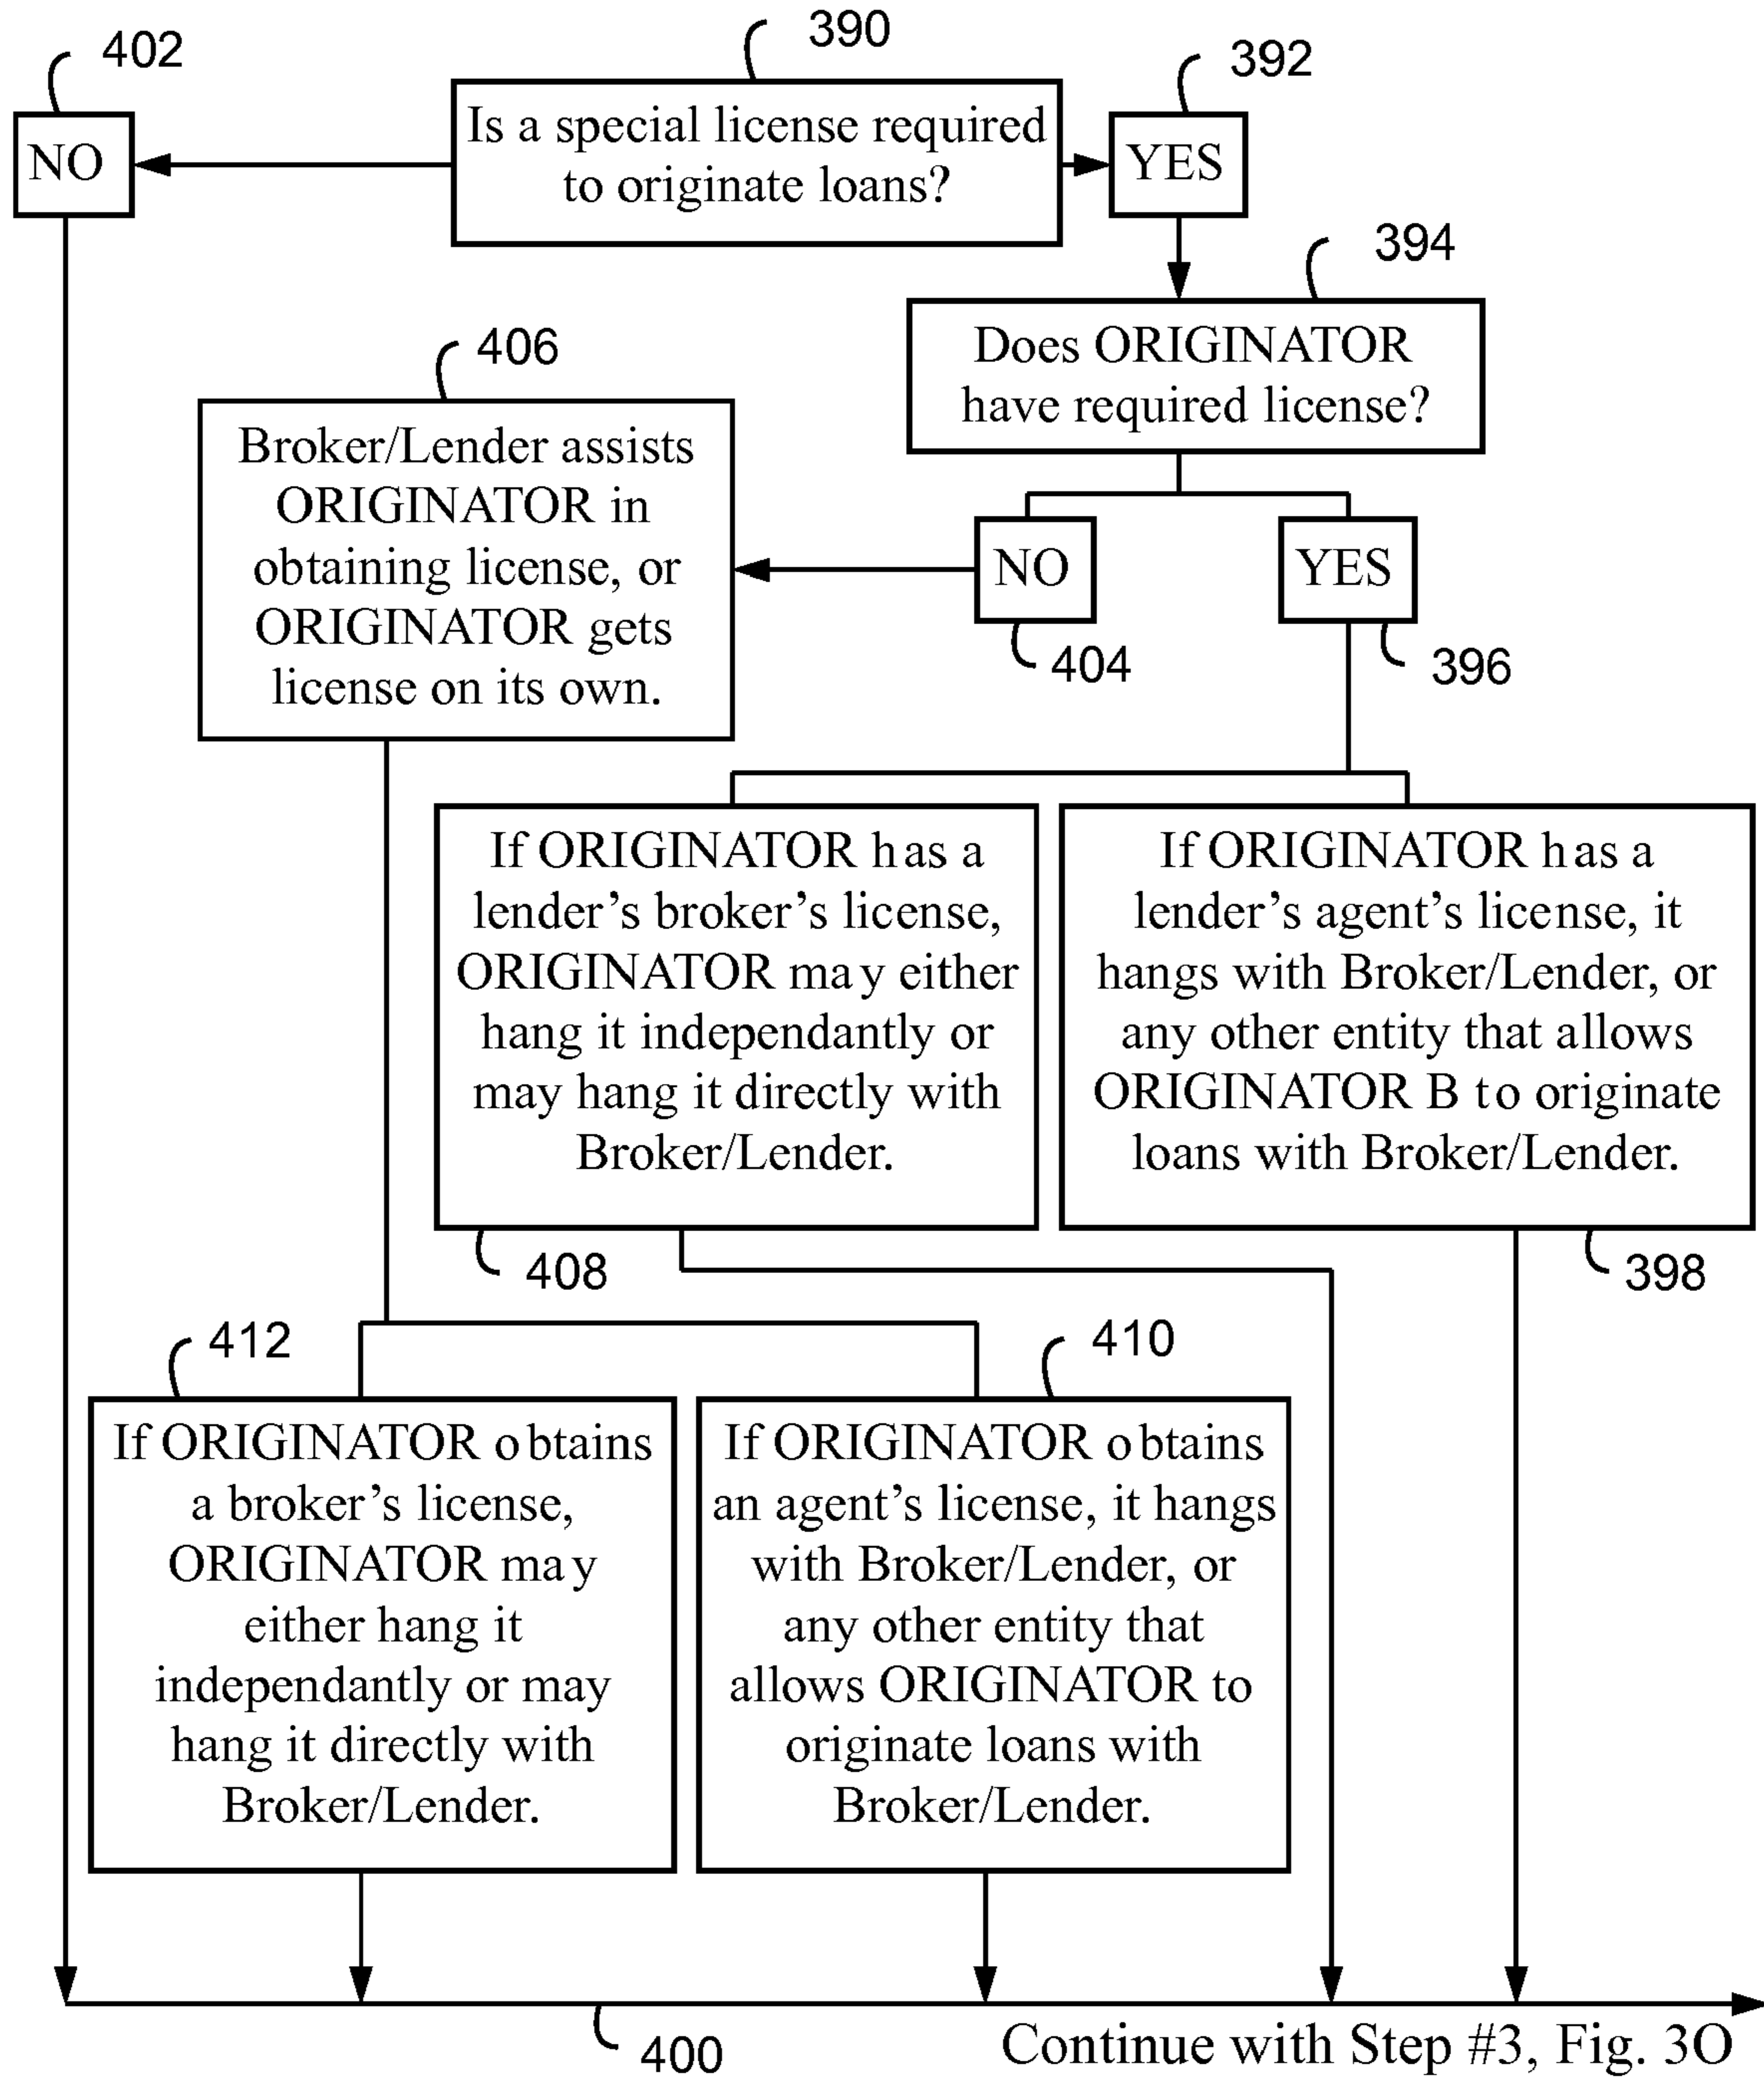 390
402
392
Is a special license required
to originate loans?
NO
YES
394
Does ORIGINATOR
have required license?
406
Broker/Lender assists
ORIGINATOR in
obtaining license, or
ORIGINATOR gets
license on its own.
NO
YES
404
396
If ORIGINATOR has a
lender's broker's license,
ORIGINATOR may either
hang it independantly or
may hang it directly with
Broker/Lender.
If ORIGINATOR has a
lender's agent's license, it
hangs with Broker/Lender, or
any other entity that allows
ORIGINATOR B to originate
loans with Broker/Lender.
408
398
412
410
If ORIGINATOR obtains
a broker's license,
ORIGINATOR may
either hang it
independantly or may
hang it directly with
Broker/Lender.
If ORIGINATOR obtains
an agent's license, it hangs
with Broker/Lender, or
any other entity that
allows ORIGINATOR to
originate loans with
Broker/Lender.
400
Continue with Step #3, Fig. 3O